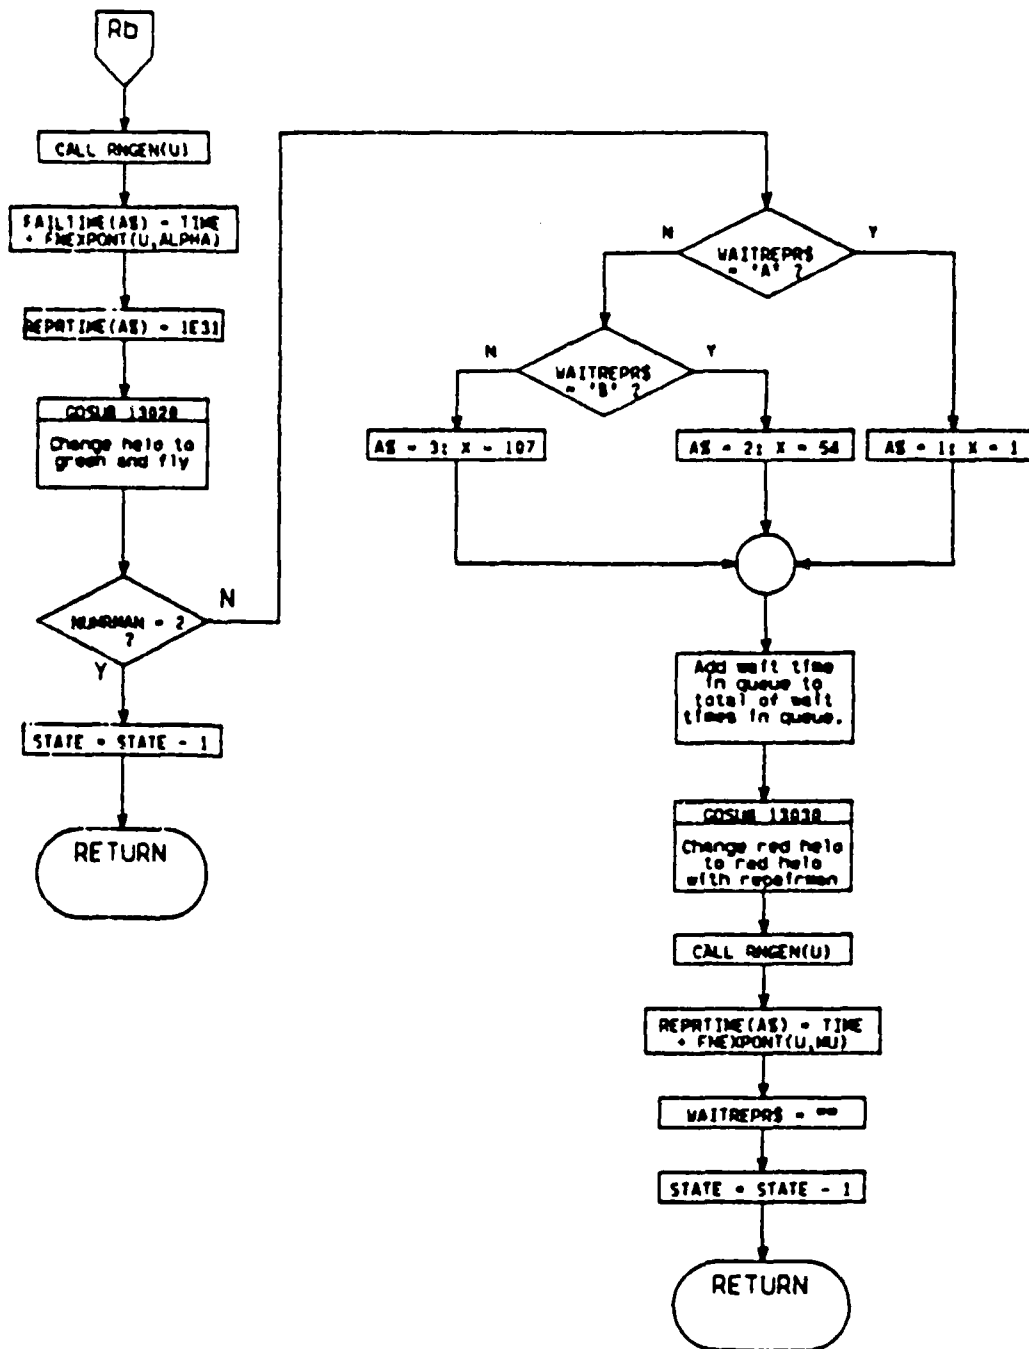 Rb
CALL RNGEN(U)
FAILTIME(A%) = TIME
+ FNEXPONT(U,ALPHA)
REPRTIME(A%) = 1E31
GOSUB 13020
Change helo to
green and fly
NUMRMAN = 2
?
N
Y
STATE = STATE - 1
RETURN
WAITREPR$
= 'A' ?
N
Y
WAITREPR$
= 'B' ?
N
Y
A% = 3: X = 107
A% = 2: X = 54
A% = 1: X = 1
Add wait time
in queue to
total of wait
times in queue.
GOSUB 13030
Change red helo
to red helo
with repairman
CALL RNGEN(U)
REPRTIME(A%) = TIME
+ FNEXPONT(U,MU)
WAITREPR$ = ""
STATE = STATE - 1
RETURN